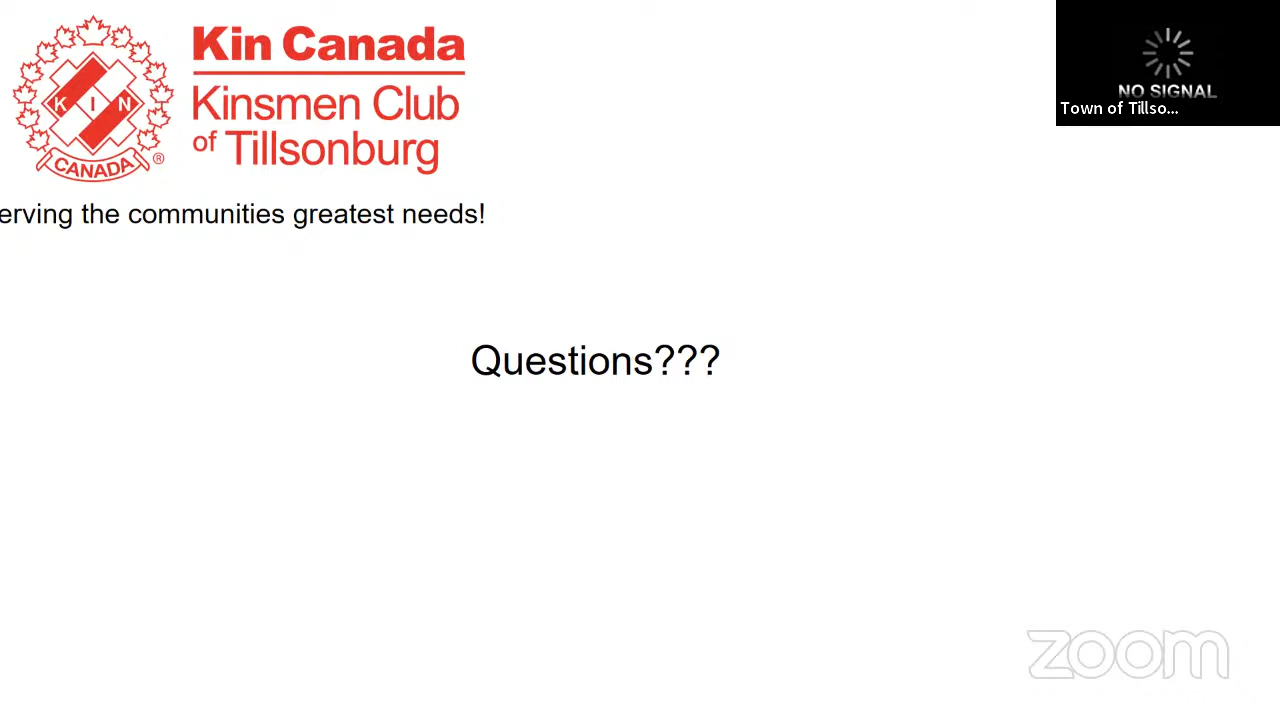 Kin Canada
Kinsmen Club
of Tillsonburg
K I N
CANADA ®
erving the communities greatest needs!
Questions???
NO SIGNAL
Town of Tillso...
zoom